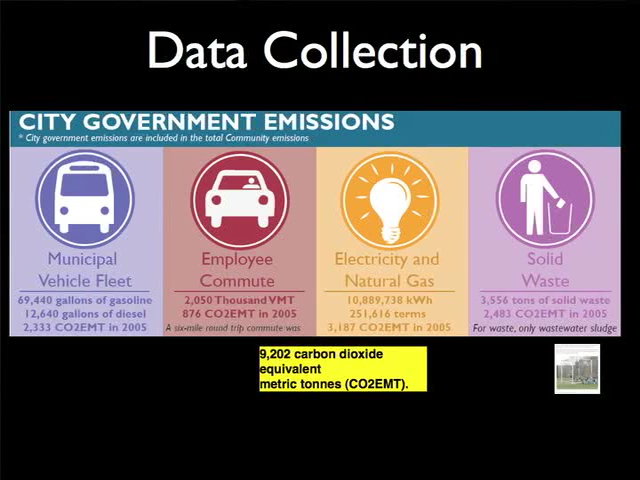 Data Collection
CITY GOVERNMENT EMISSIONS
* City government emissions are included in the total Community emissions
Municipal
Vehicle Fleet
69,440 gallons of gasoline
12,640 gallons of diesel
2,333 CO2EMT in 2005
Employee
Commute
2,050 Thousand VMT
876 CO2EMT in 2005
A six-mile round trip commute was
Electricity and
Natural Gas
10,889,738 kWh
251,616 terms
3,187 CO2EMT in 2005
Solid
Waste
3,556 tons of solid waste
2,483 CO2EMT in 2005
For waste, only wastewater sludge
9,202 carbon dioxide
equivalent
metric tonnes (CO2EMT).